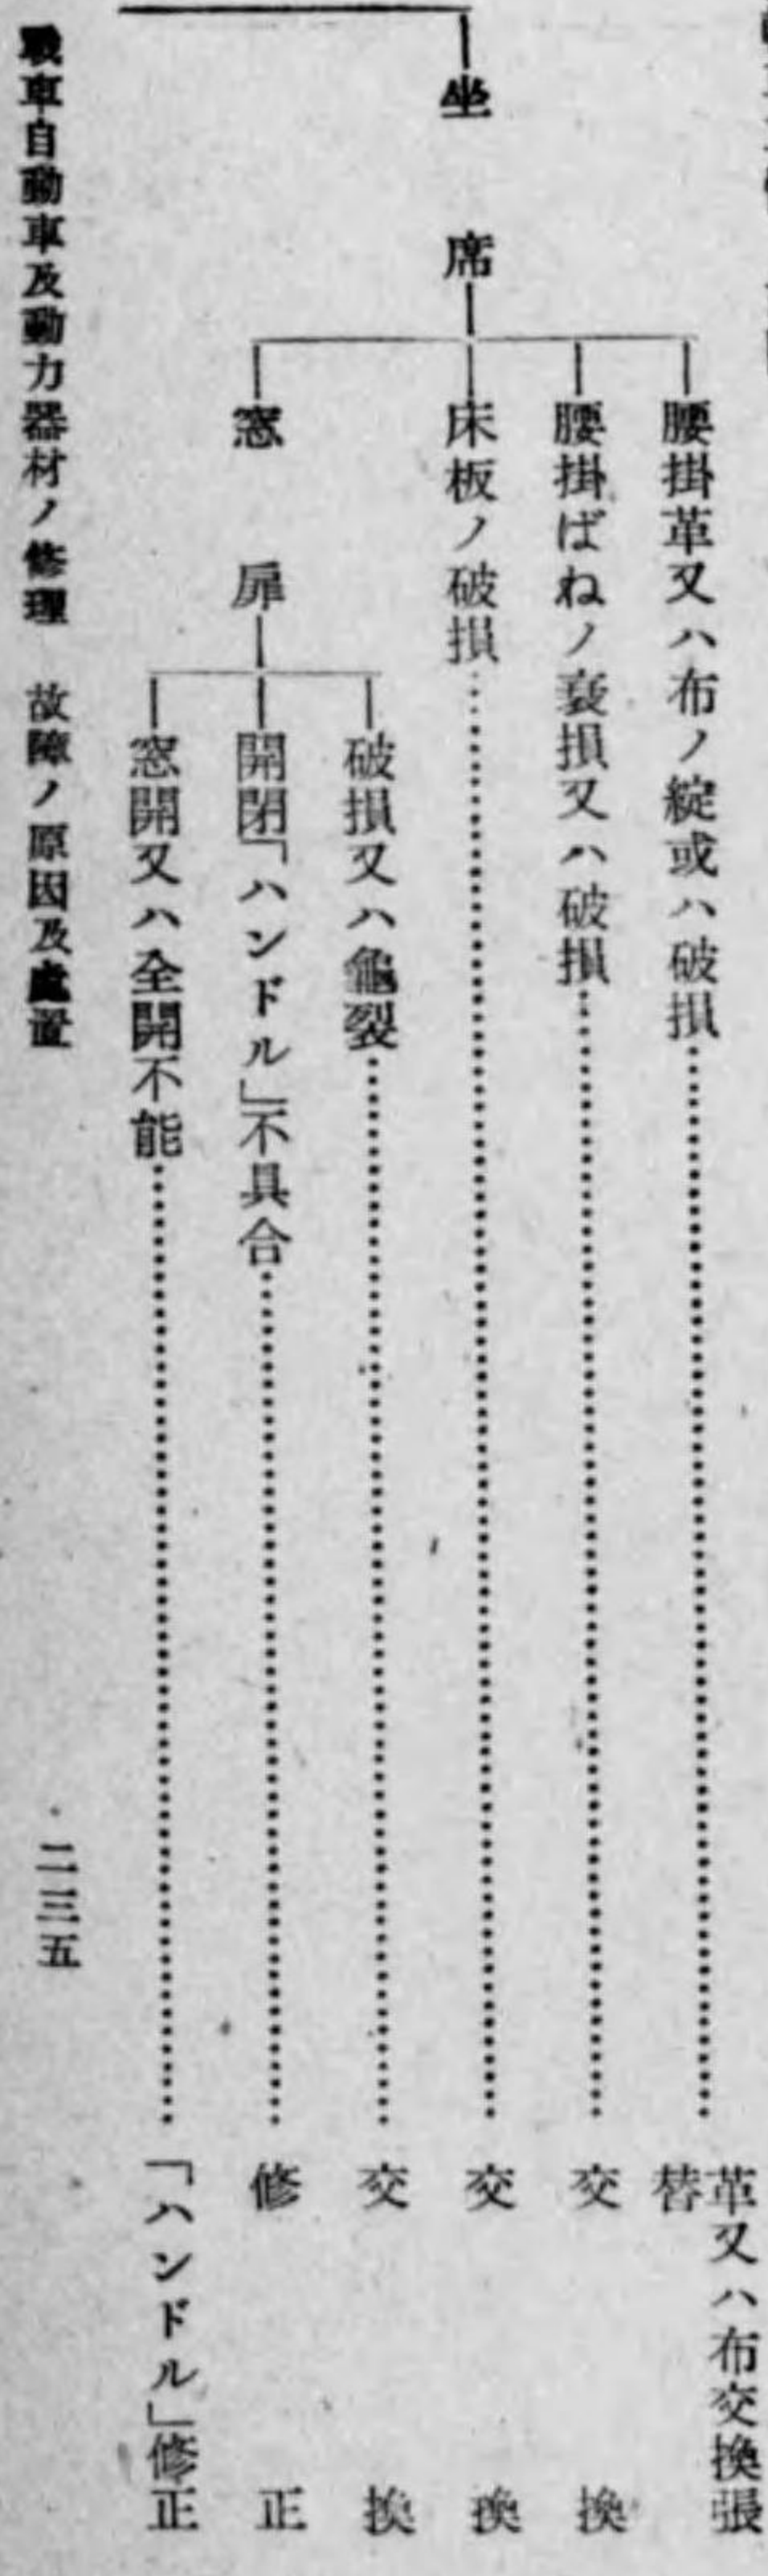 坐席
腰掛革又ハ布ノ綻或ハ破損……革又ハ布交換張替
腰掛ばねノ衰損又ハ破損……交換
床板ノ破損……交換
窓扉
破損又ハ龜裂……交換
開閉「ハンドル」不具合……修正
窓開又ハ全開不能……「ハンドル」修正
戰車自動車及動力器材ノ修理 故障ノ原因及處置
二三五